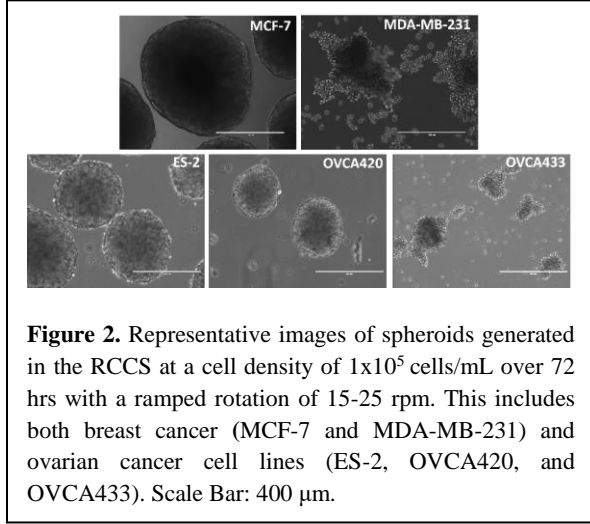 MCF-7
MDA-MB-231
ES-2
OVCA420
OVCA433
Figure 2. Representative images of spheroids generated
in the RCCS at a cell density of 1x10⁵ cells/mL over 72
hrs with a ramped rotation of 15-25 rpm. This includes
both breast cancer (MCF-7 and MDA-MB-231) and
ovarian cancer cell lines (ES-2, OVCA420, and
OVCA433). Scale Bar: 400 μm.